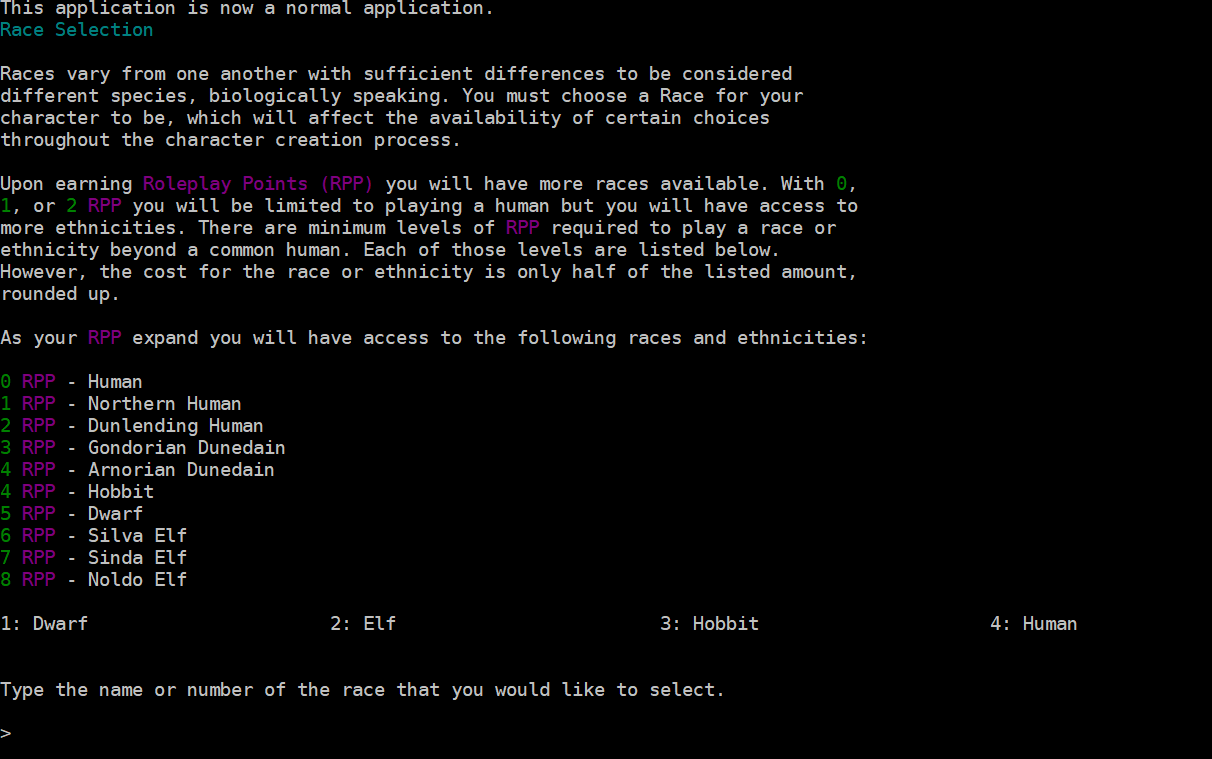 This application is now a normal application.
Race Selection
Races vary from one another with sufficient differences to be considered
different species, biologically speaking. You must choose a Race for your
character to be, which will affect the availability of certain choices
throughout the character creation process.
Upon earning Roleplay Points (RPP) you will have more races available. With 0,
1, or 2 RPP you will be limited to playing a human but you will have access to
more ethnicities. There are minimum levels of RPP required to play a race or
ethnicity beyond a common human. Each of those levels are listed below.
However, the cost for the race or ethnicity is only half of the listed amount,
rounded up.
As your RPP expand you will have access to the following races and ethnicities:
0 RPP - Human
1 RPP - Northern Human
2 RPP - Dunlending Human
3 RPP - Gondorian Dunedain
4 RPP - Arnorian Dunedain
4 RPP - Hobbit
5 RPP - Dwarf
6 RPP - Silva Elf
7 RPP - Sinda Elf
8 RPP - Noldo Elf
1: Dwarf 2: Elf 3: Hobbit 4: Human
Type the name or number of the race that you would like to select.
>